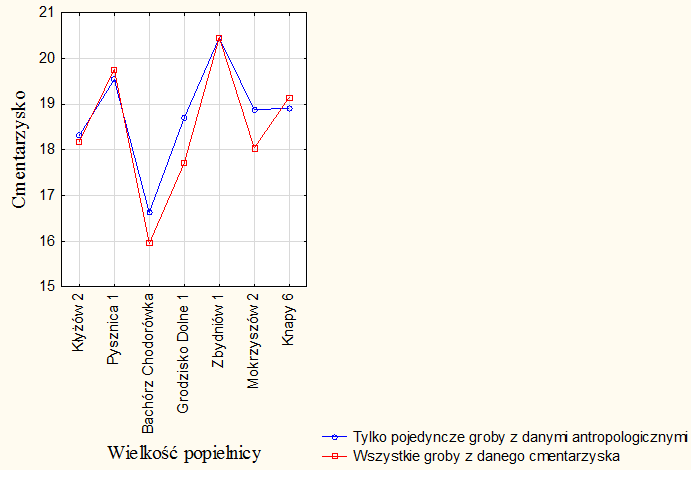 21
20
19
18
17
16
15
Cmentarzysko
Kłyżów 2
Pysznica 1
Bachórz Chodorówka
Grodzisko Dolne 1
Zbydniów 1
Mokrzyszów 2
Knapy 6
Wielkość popielnicy
Tylko pojedyncze groby z danymi antropologicznymi
Wszystkie groby z danego cmentarzyska